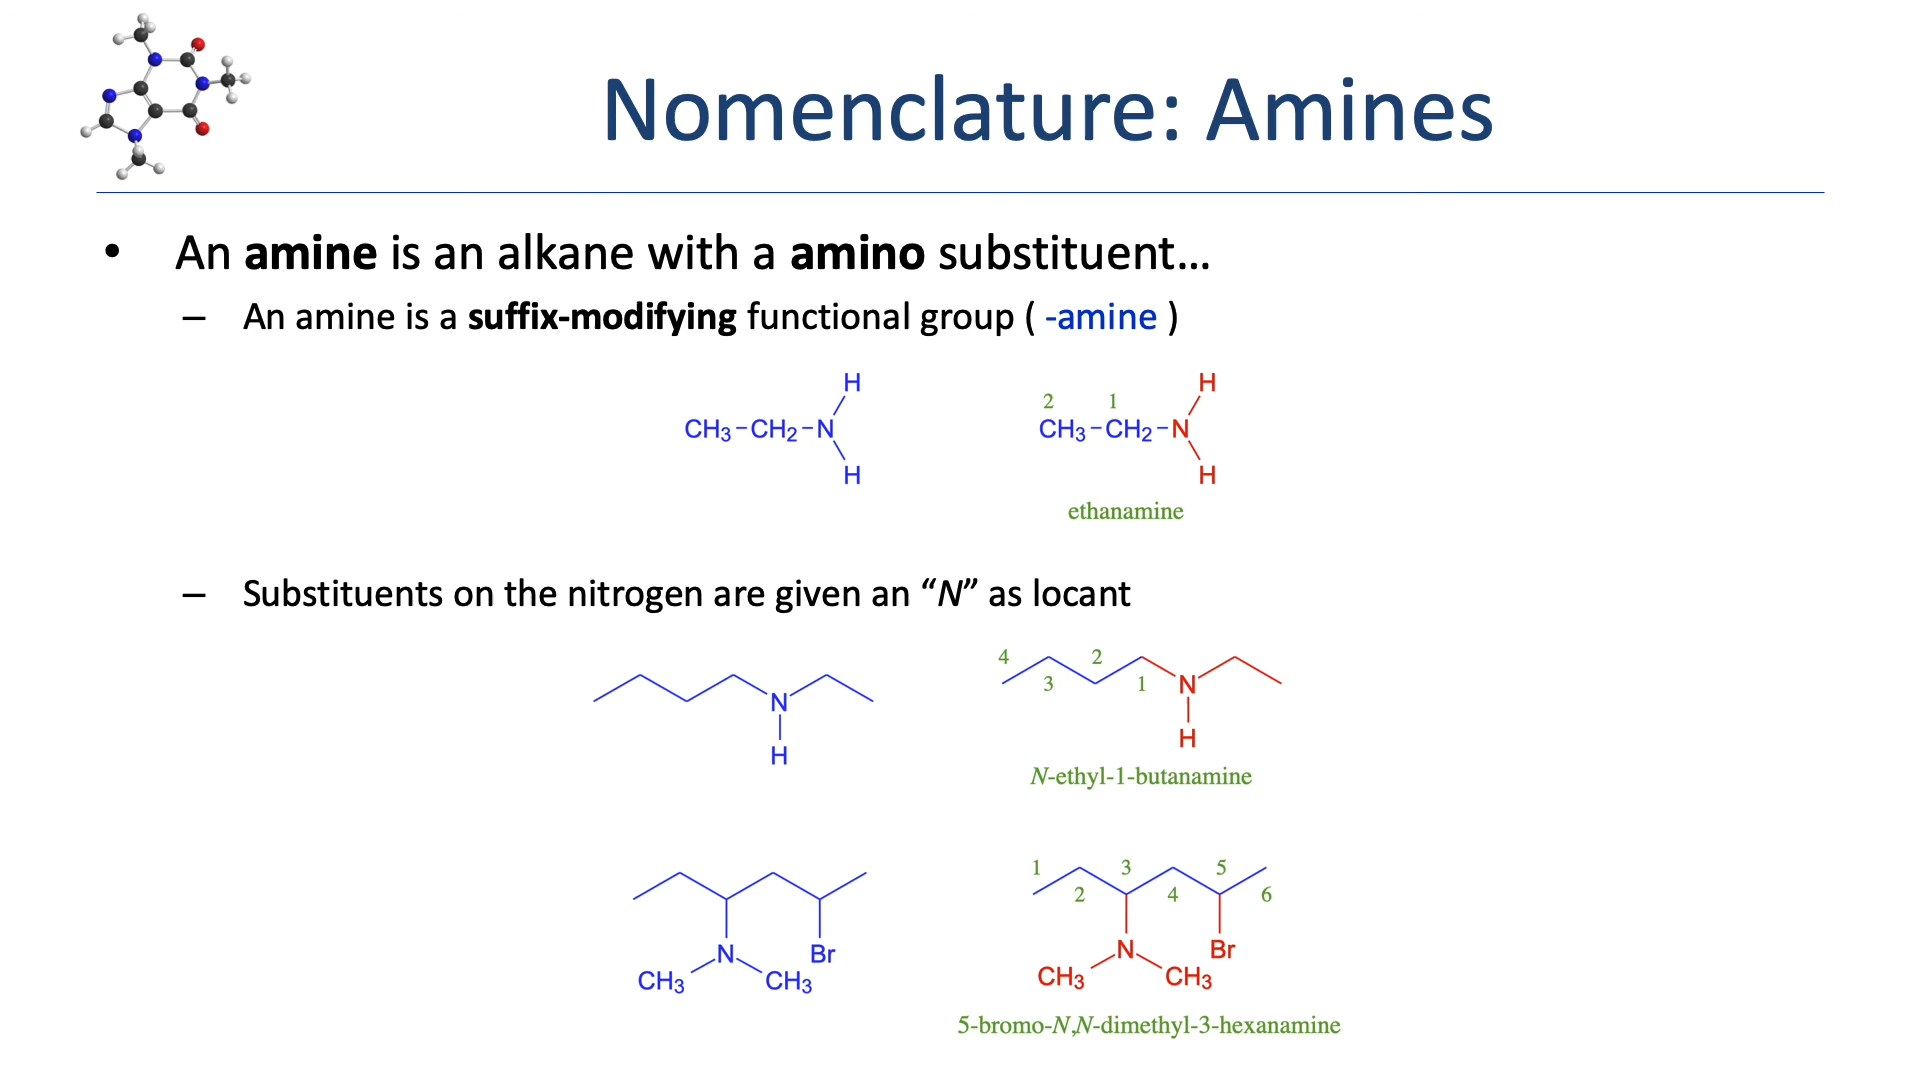 Nomenclature: Amines
• An amine is an alkane with a amino substituent…
– An amine is a suffix-modifying functional group ( -amine )
H H
2 1
CH₃-CH₂-N CH₃-CH₂-N
H H
ethanamine
– Substituents on the nitrogen are given an “N” as locant
4 2
3 1 N
N
H
H
N-ethyl-1-butanamine
1 3 5
2 4 6
N Br N Br
CH₃ CH₃ CH₃ CH₃
5-bromo-N,N-dimethyl-3-hexanamine